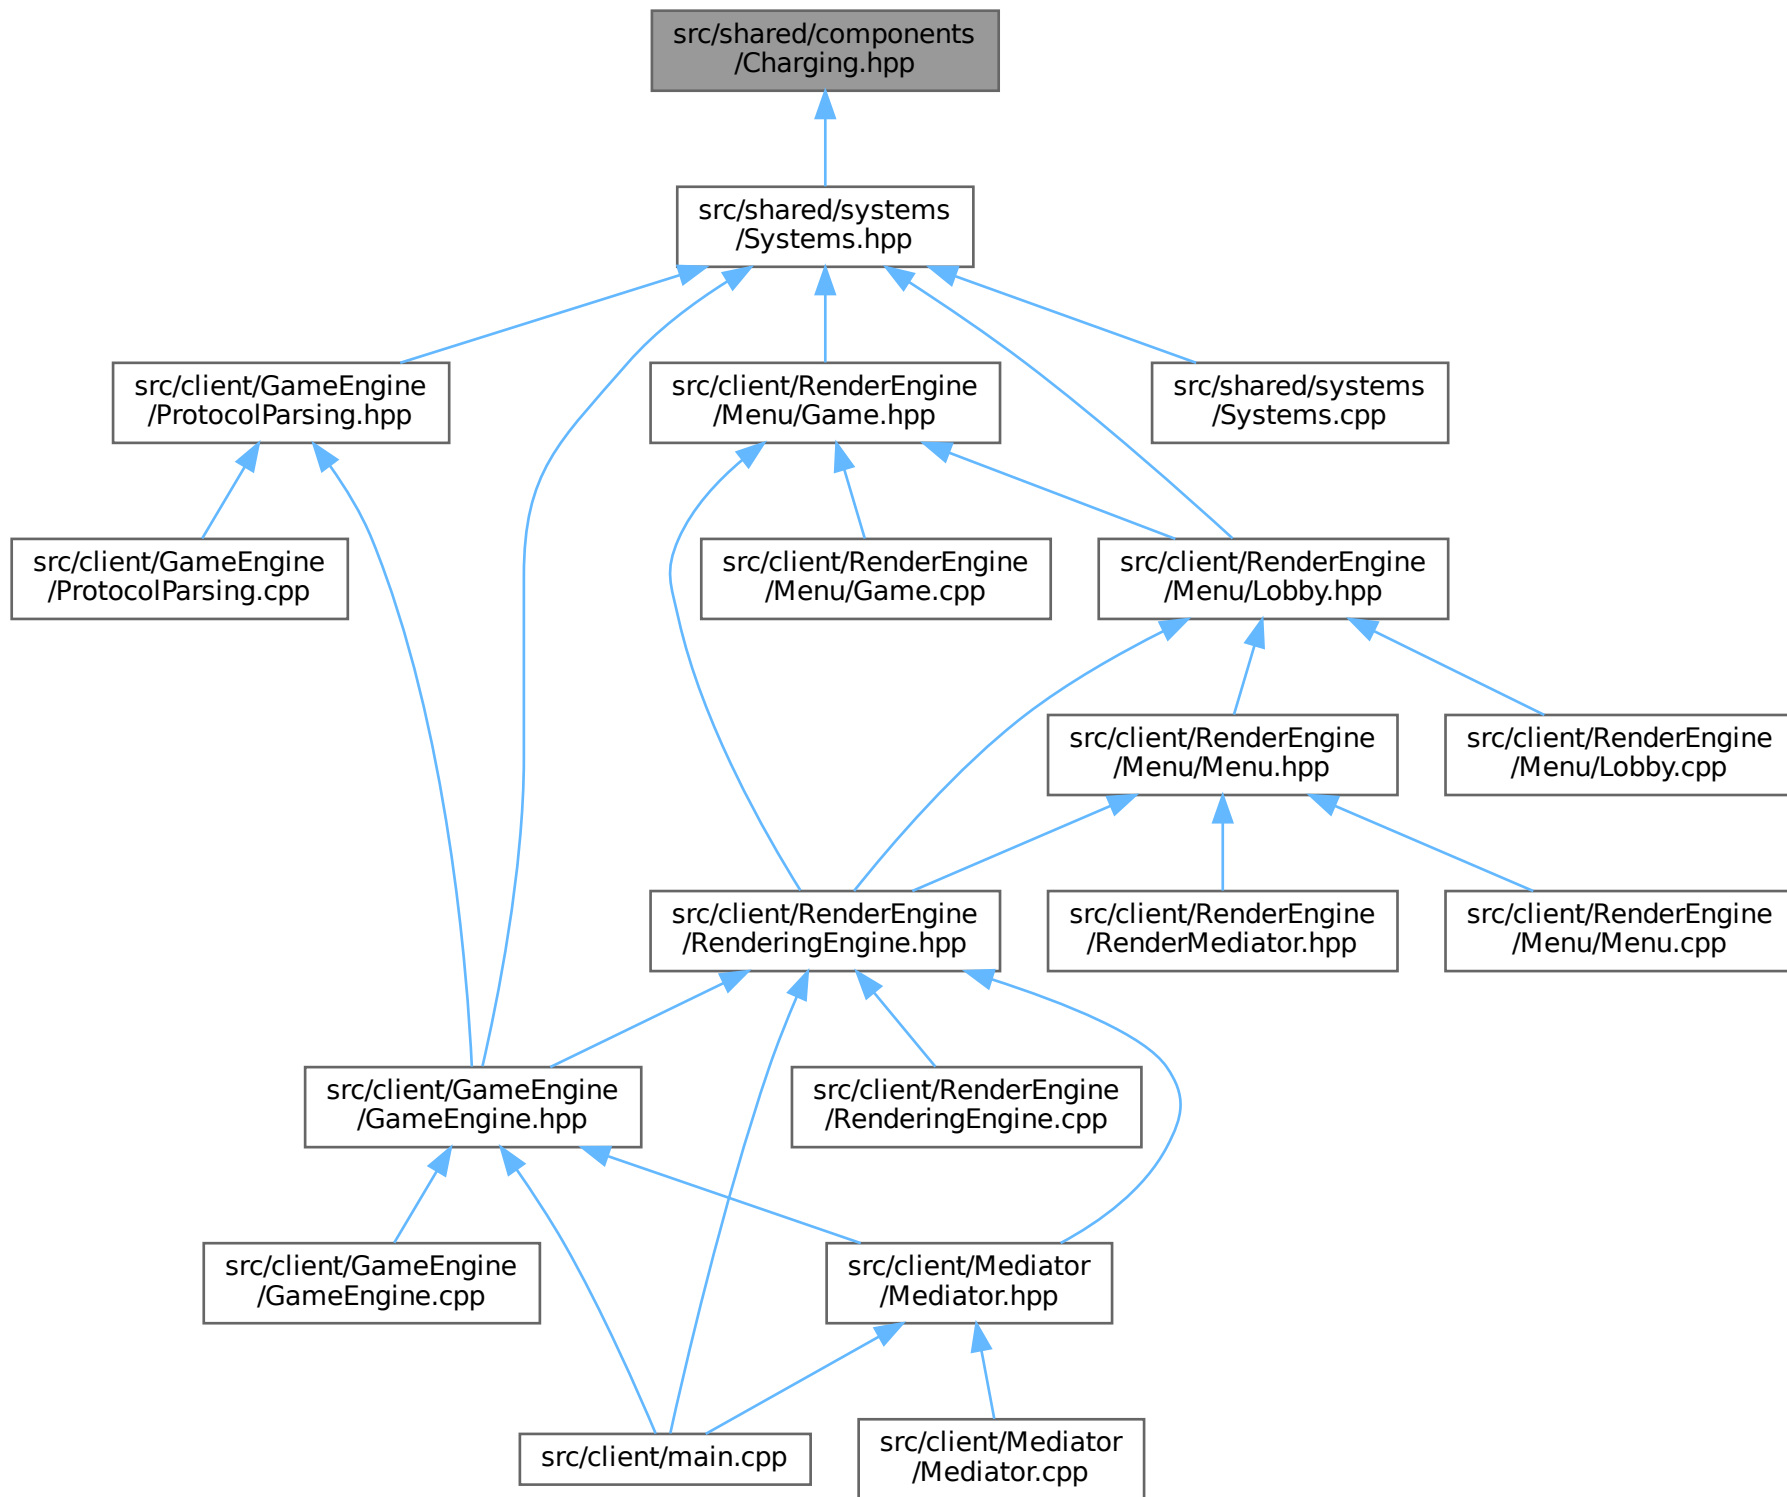 src/shared/components
/Charging.hpp
src/shared/systems
/Systems.hpp
src/client/GameEngine
/ProtocolParsing.hpp
src/client/RenderEngine
/Menu/Game.hpp
src/shared/systems
/Systems.cpp
src/client/GameEngine
/ProtocolParsing.cpp
src/client/RenderEngine
/Menu/Game.cpp
src/client/RenderEngine
/Menu/Lobby.hpp
src/client/RenderEngine
/Menu/Menu.hpp
src/client/RenderEngine
/Menu/Lobby.cpp
src/client/RenderEngine
/RenderingEngine.hpp
src/client/RenderEngine
/RenderMediator.hpp
src/client/RenderEngine
/Menu/Menu.cpp
src/client/GameEngine
/GameEngine.hpp
src/client/RenderEngine
/RenderingEngine.cpp
src/client/GameEngine
/GameEngine.cpp
src/client/Mediator
/Mediator.hpp
src/client/main.cpp
src/client/Mediator
/Mediator.cpp